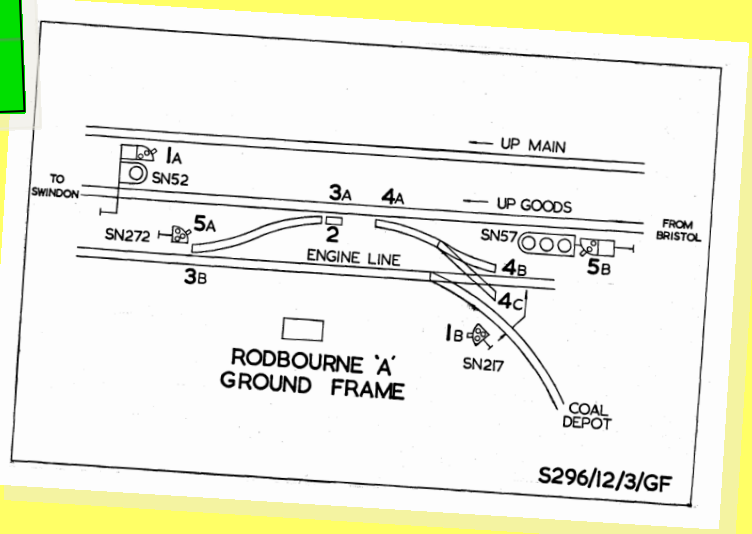 UP MAIN
1A
SN52
TO
SWINDON
3A 4A
UP GOODS
FROM
BRISTOL
5A
SN272
2
SN57
ENGINE LINE
4B
5B
3B
4C
1B
SN217
RODBOURNE 'A'
GROUND FRAME
COAL
DEPOT
S296/12/3/GF